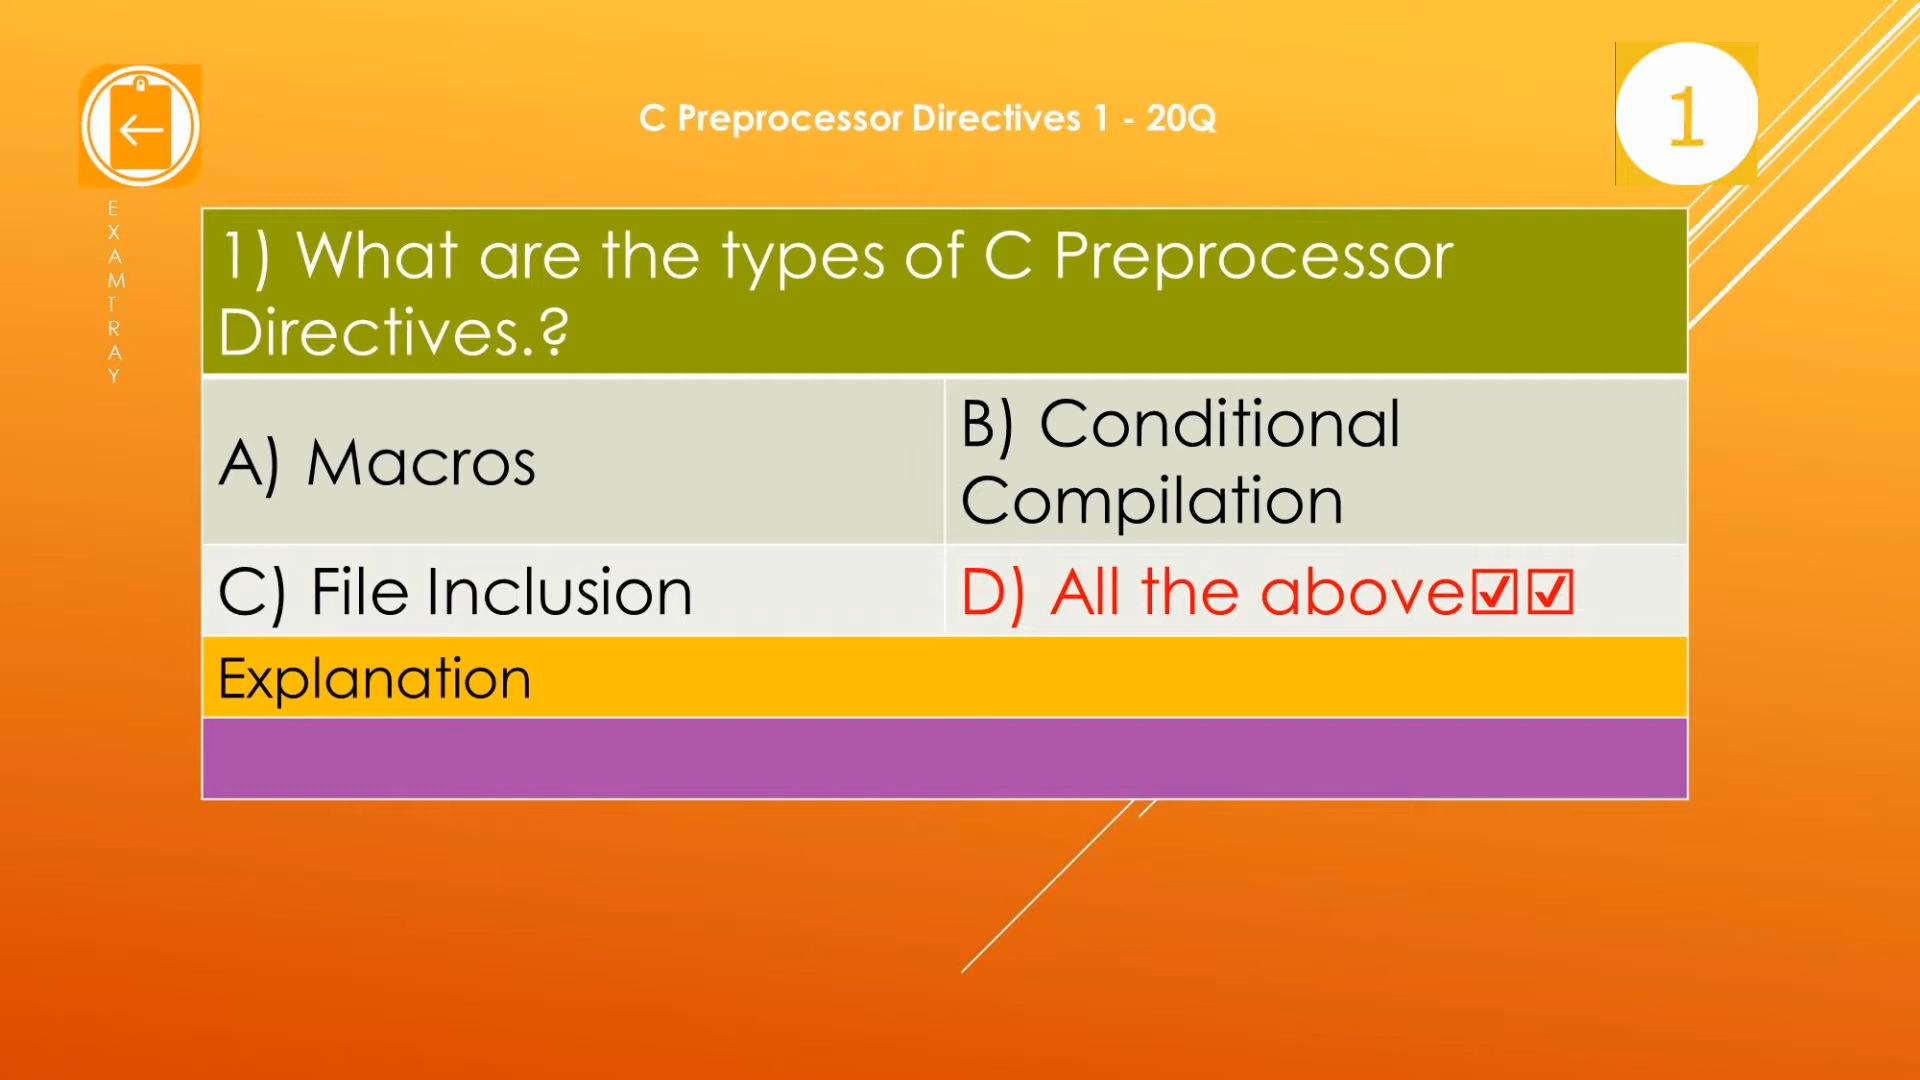 C Preprocessor Directives 1 - 20Q
1
EXAMTRAY
1) What are the types of C Preprocessor
Directives.?
A) Macros
B) Conditional
Compilation
C) File Inclusion
D) All the above☑☑
Explanation